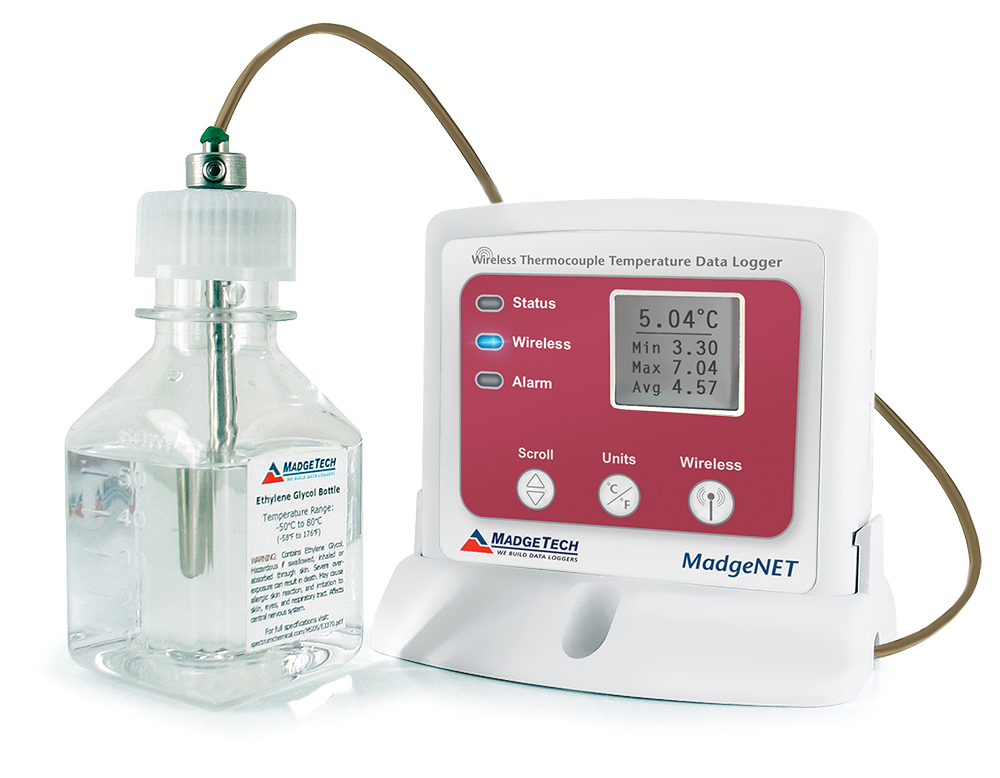 Wireless Thermocouple Temperature Data Logger
Status
Wireless
Alarm
5.04°C
Min 3.30
Max 7.04
Avg 4.57
Scroll
Units
Wireless
°C
°F
MADGETECH
WE BUILD DATA LOGGERS
MadgeNET
MADGETECH
WE BUILD DATA LOGGERS
Ethylene Glycol Bottle
Temperature Range:
-50°C to 80°C
(-58°F to 176°F)
WARNING: Contains Ethylene Glycol.
Hazardous if swallowed, inhaled or
absorbed through skin. Severe over-
exposure can result in death. May cause
allergic skin reaction, and irritation to
skin, eyes, and respiratory tract. Affects
central nervous system.
For full specifications visit:
40